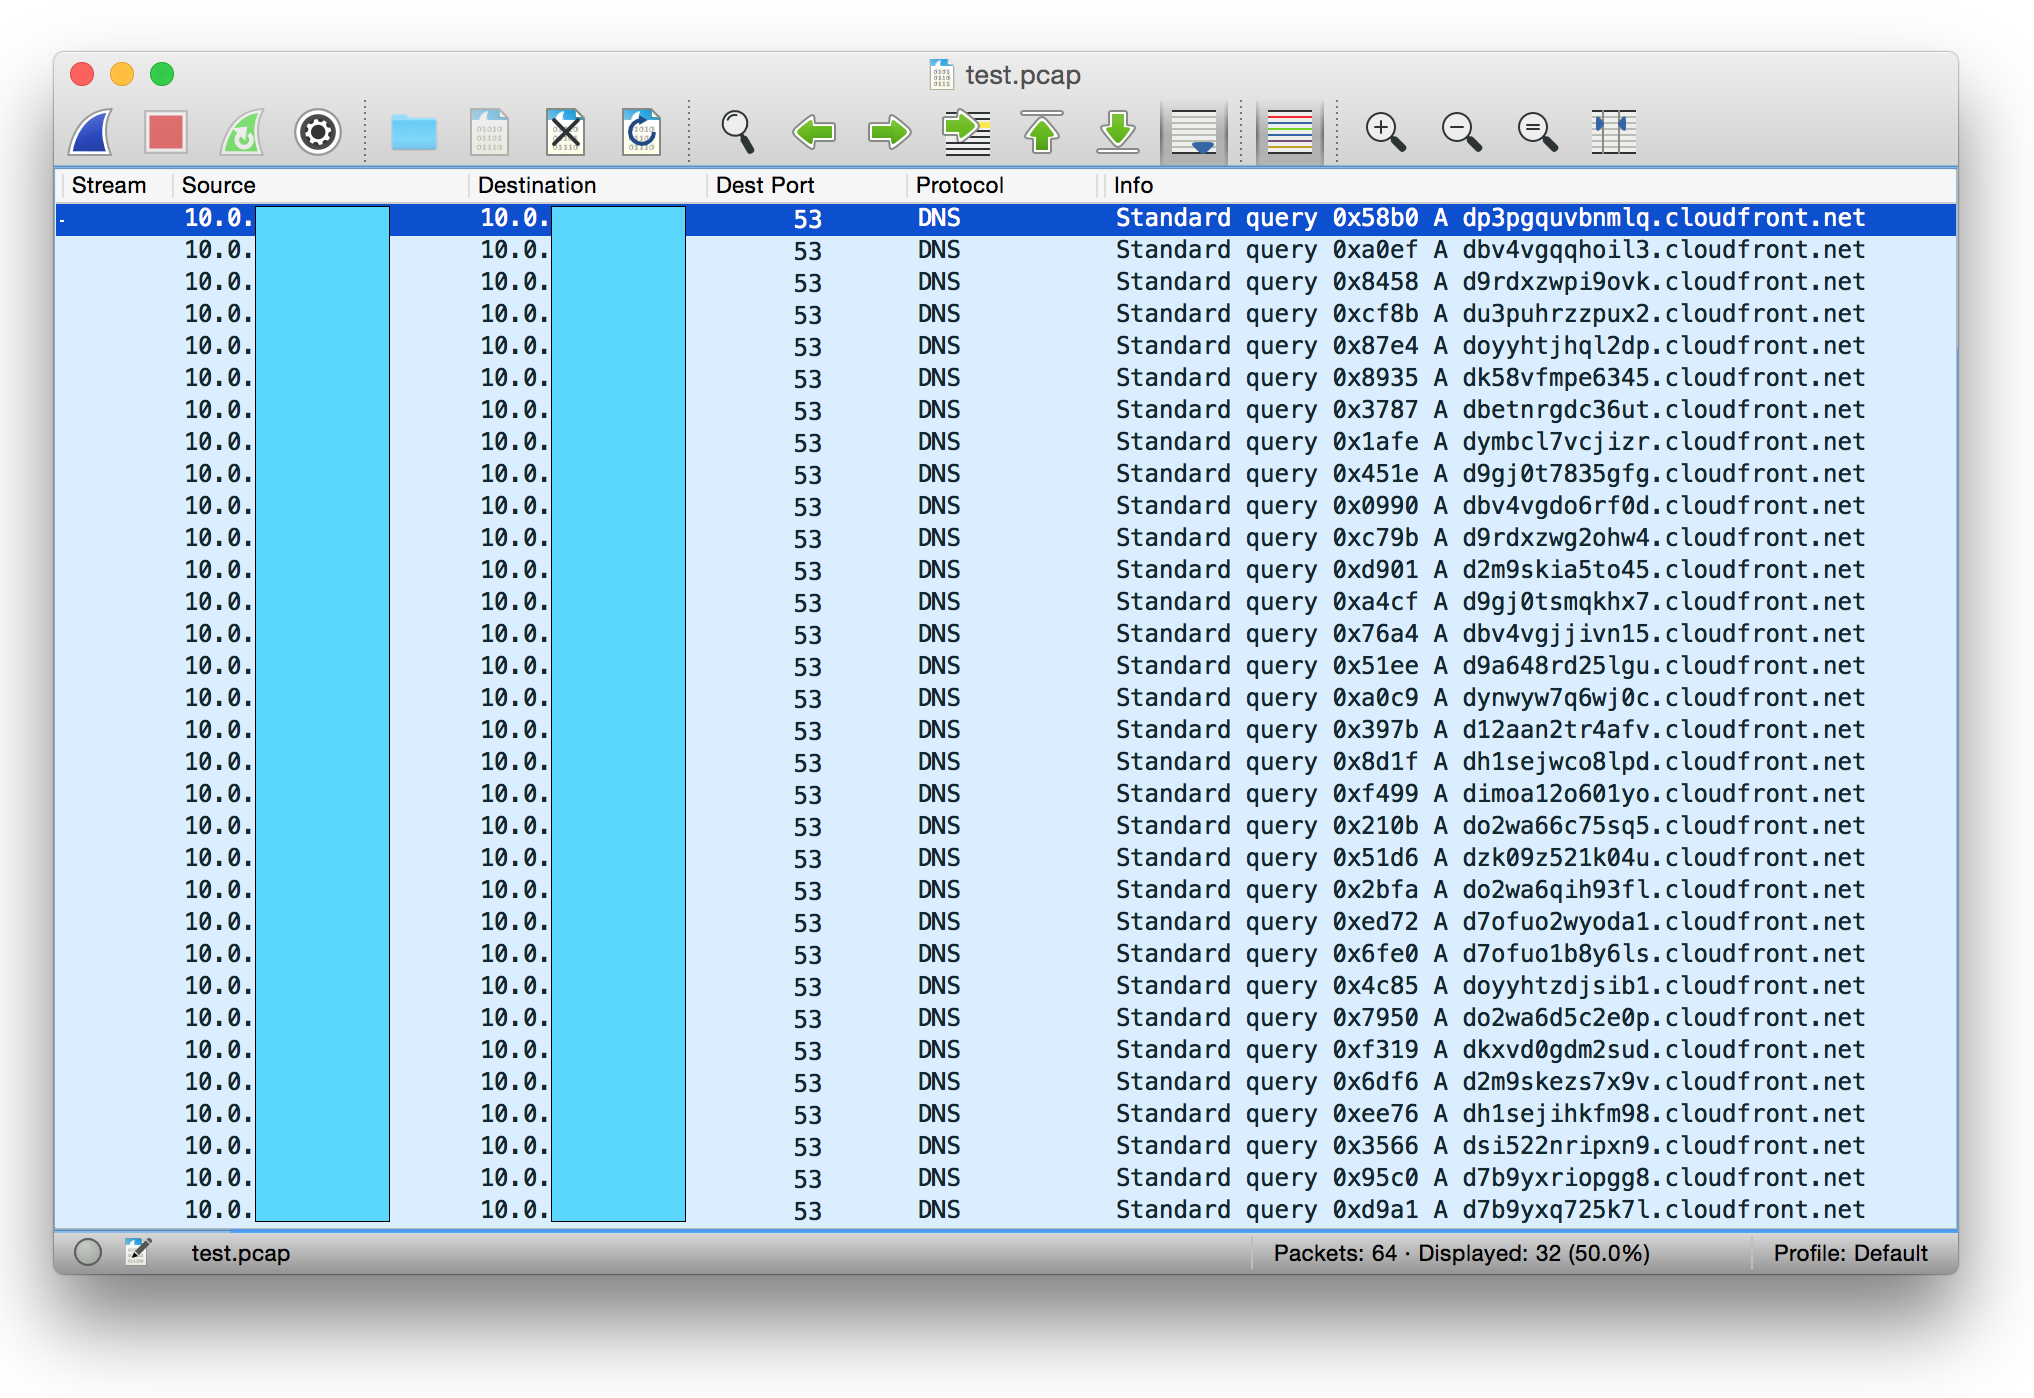 test.pcap
Stream Source Destination Dest Port Protocol Info
10.0. 10.0. 53 DNS Standard query 0x58b0 A dp3pgquvbnmlq.cloudfront.net
10.0. 10.0. 53 DNS Standard query 0xa0ef A dbv4vgqqhoil3.cloudfront.net
10.0. 10.0. 53 DNS Standard query 0x8458 A d9rdxzwpi9ovk.cloudfront.net
10.0. 10.0. 53 DNS Standard query 0xcf8b A du3puhrzzpux2.cloudfront.net
10.0. 10.0. 53 DNS Standard query 0x87e4 A doyyhtjhql2dp.cloudfront.net
10.0. 10.0. 53 DNS Standard query 0x8935 A dk58vfmpe6345.cloudfront.net
10.0. 10.0. 53 DNS Standard query 0x3787 A dbetnrgdc36ut.cloudfront.net
10.0. 10.0. 53 DNS Standard query 0x1afe A dymbcl7vcjizr.cloudfront.net
10.0. 10.0. 53 DNS Standard query 0x451e A d9gj0t7835gfg.cloudfront.net
10.0. 10.0. 53 DNS Standard query 0x0990 A dbv4vgdo6rf0d.cloudfront.net
10.0. 10.0. 53 DNS Standard query 0xc79b A d9rdxzwg2ohw4.cloudfront.net
10.0. 10.0. 53 DNS Standard query 0xd901 A d2m9skia5to45.cloudfront.net
10.0. 10.0. 53 DNS Standard query 0xa4cf A d9gj0tsmqkhx7.cloudfront.net
10.0. 10.0. 53 DNS Standard query 0x76a4 A dbv4vgjjivn15.cloudfront.net
10.0. 10.0. 53 DNS Standard query 0x51ee A d9a648rd25lgu.cloudfront.net
10.0. 10.0. 53 DNS Standard query 0xa0c9 A dynwyw7q6wj0c.cloudfront.net
10.0. 10.0. 53 DNS Standard query 0x397b A d12aan2tr4afv.cloudfront.net
10.0. 10.0. 53 DNS Standard query 0x8d1f A dh1sejwco8lpd.cloudfront.net
10.0. 10.0. 53 DNS Standard query 0xf499 A dimoa12o601yo.cloudfront.net
10.0. 10.0. 53 DNS Standard query 0x210b A do2wa66c75sq5.cloudfront.net
10.0. 10.0. 53 DNS Standard query 0x51d6 A dzk09z521k04u.cloudfront.net
10.0. 10.0. 53 DNS Standard query 0x2bfa A do2wa6qih93fl.cloudfront.net
10.0. 10.0. 53 DNS Standard query 0xed72 A d7ofuo2wyoda1.cloudfront.net
10.0. 10.0. 53 DNS Standard query 0x6fe0 A d7ofuo1b8y6ls.cloudfront.net
10.0. 10.0. 53 DNS Standard query 0x4c85 A doyyhtzdjsib1.cloudfront.net
10.0. 10.0. 53 DNS Standard query 0x7950 A do2wa6d5c2e0p.cloudfront.net
10.0. 10.0. 53 DNS Standard query 0xf319 A dkxvd0gdm2sud.cloudfront.net
10.0. 10.0. 53 DNS Standard query 0x6df6 A d2m9skezs7x9v.cloudfront.net
10.0. 10.0. 53 DNS Standard query 0xee76 A dh1sejihkfm98.cloudfront.net
10.0. 10.0. 53 DNS Standard query 0x3566 A dsi522nripxn9.cloudfront.net
10.0. 10.0. 53 DNS Standard query 0x95c0 A d7b9yxriopgg8.cloudfront.net
10.0. 10.0. 53 DNS Standard query 0xd9a1 A d7b9yxq725k7l.cloudfront.net
test.pcap Packets: 64 · Displayed: 32 (50.0%) Profile: Default